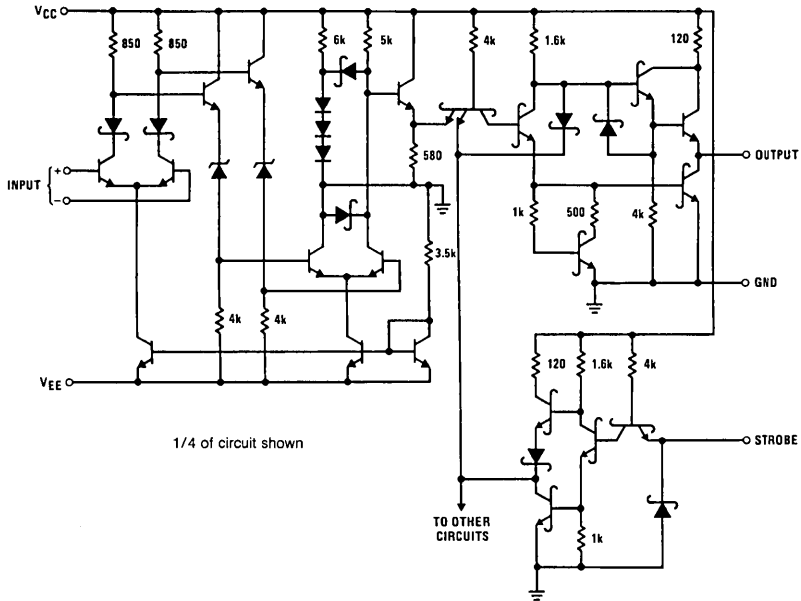 VCC
850
850
6k
5k
4k
1.6k
120
580
INPUT
+
−
OUTPUT
1k
500
4k
3.5k
GND
4k
4k
VEE
120
1.6k
4k
1/4 of circuit shown
STROBE
TO OTHER
CIRCUITS
1k